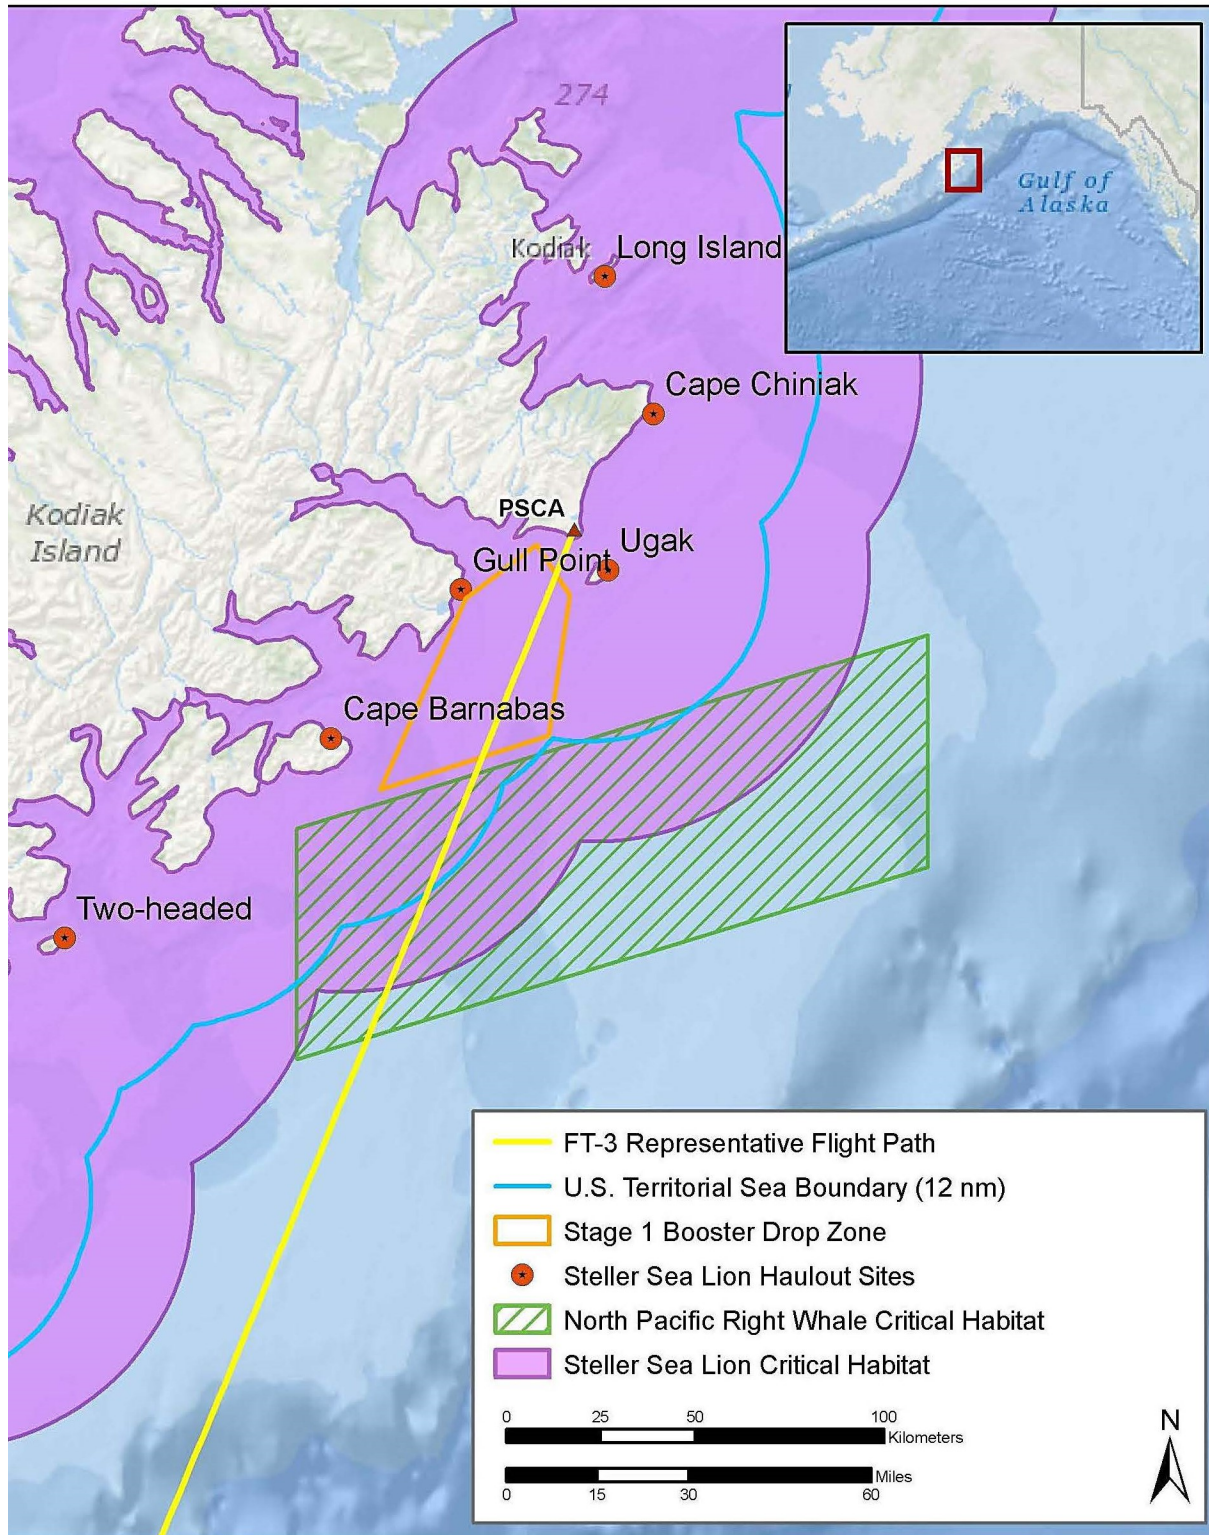 274
Gulf of
Alaska
Kodiak
Long Island
Cape Chiniak
PSCA
Kodiak
Island
Ugak
Gull Point
Cape Barnabas
Two-headed
FT-3 Representative Flight Path
U.S. Territorial Sea Boundary (12 nm)
Stage 1 Booster Drop Zone
Steller Sea Lion Haulout Sites
North Pacific Right Whale Critical Habitat
Steller Sea Lion Critical Habitat
0 25 50 100
Kilometers
Miles
0 15 30 60
N